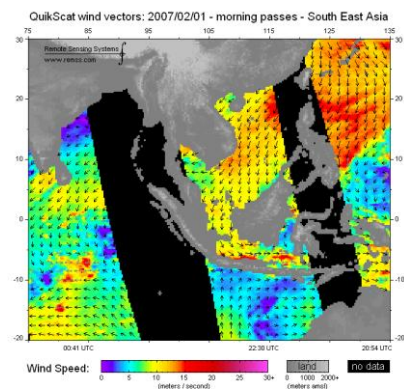 QuikScat wind vectors: 2007/02/01 - morning passes - South East Asia
75 85 95 105 115 125 135
Remote Sensing Systems
www.remss.com
30 30
20 20
10 10
0 0
-10 -10
-20 -20
00:41 UTC 22:38 UTC 20:54 UTC
Wind Speed: land no data
0 5 10 15 20 25 30+ 0 1000 2000+
(meters / second) (meters amsl)